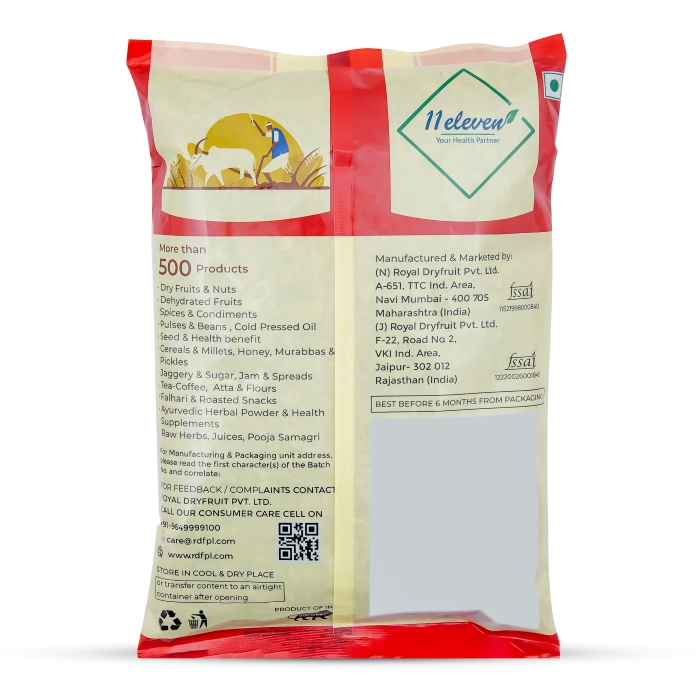 11 eleven
Your Health Partner
More than
500 Products
· Dry Fruits & Nuts
· Dehydrated Fruits
· Spices & Condiments
· Pulses & Beans , Cold Pressed Oil
· Seed & Health benefit
· Cereals & Millets, Honey, Murabbas &
Pickles
Jaggery & Sugar, Jam & Spreads
· Tea-Coffee, Atta & Flours
· Falhari & Roasted Snacks
· Ayurvedic Herbal Powder & Health
Supplements
Raw Herbs, Juices, Pooja Samagri
For Manufacturing & Packaging unit address,
please read the first character(s) of the Batch
No. and correlate:
FOR FEEDBACK / COMPLAINTS CONTACT
ROYAL DRYFRUIT PVT. LTD.
CALL OUR CONSUMER CARE CELL ON
+91-9649999100
care@rdfpl.com
www.rdfpl.com
STORE IN COOL & DRY PLACE
or transfer content to an airtight
container after opening
PRODUCT OF IN
Manufactured & Marketed by:
(N) Royal Dryfruit Pvt. Ltd.
A-651, TTC Ind. Area,
Navi Mumbai - 400 705
Maharashtra (India)
fssai
11521998000840
(J) Royal Dryfruit Pvt. Ltd.
F-22, Road No 2,
VKI Ind. Area,
Jaipur- 302 012
Rajasthan (India)
fssai
BEST BEFORE 6 MONTHS FROM PACKAGING